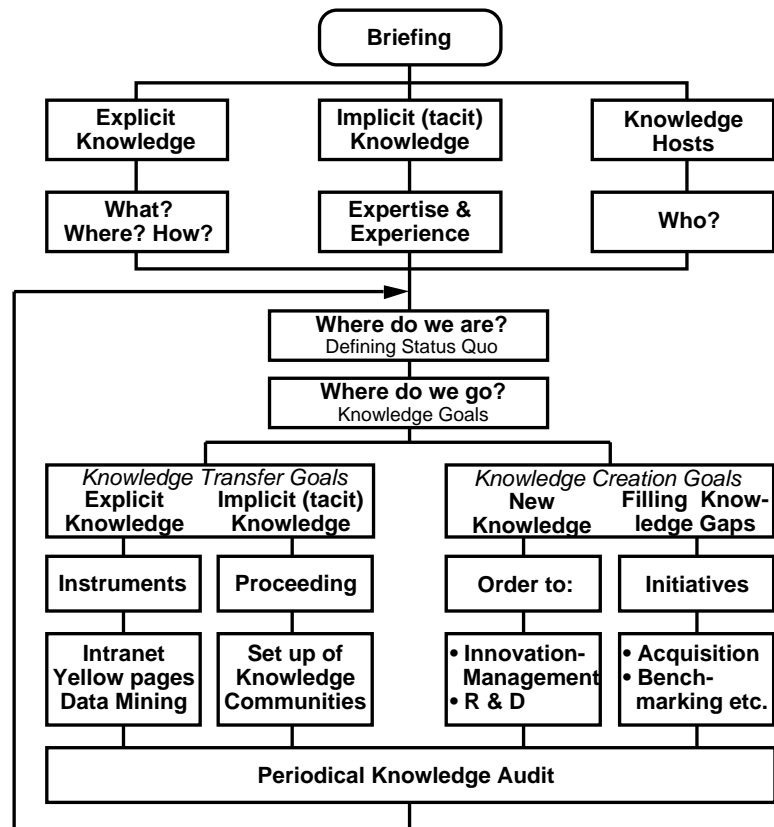 Briefing
Explicit
Knowledge
Implicit (tacit)
Knowledge
Knowledge
Hosts
What?
Where? How?
Expertise &
Experience
Who?
Where do we are?
Defining Status Quo
Where do we go?
Knowledge Goals
Knowledge Transfer Goals
Explicit
Knowledge
Implicit (tacit)
Knowledge
Knowledge Creation Goals
New
Knowledge
Filling Know-
ledge Gaps
Instruments
Proceeding
Order to:
Initiatives
Intranet
Yellow pages
Data Mining
Set up of
Knowledge
Communities
• Innovation-
Management
• R & D
• Acquisition
• Bench-
marking etc.
Periodical Knowledge Audit